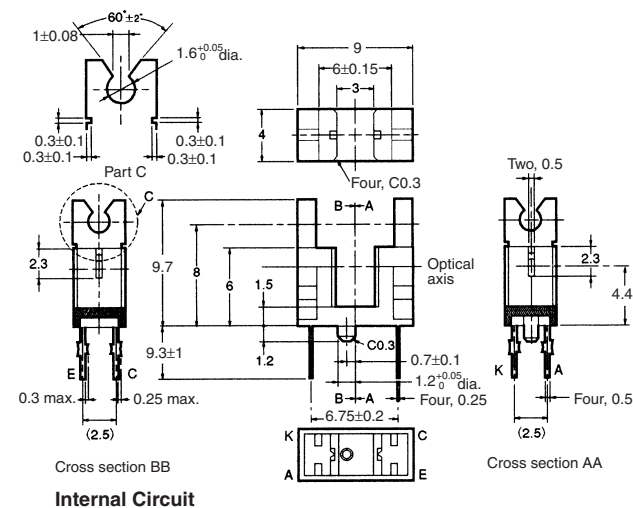 60°±2°
1±0.08
1.6 +0.05 0 dia.
0.3±0.1
0.3±0.1
0.3±0.1
0.3±0.1
Part C
9
6±0.15
3
4
Four, C0.3
Two, 0.5
C
B A
2.3
9.7
8
6
1.5
Optical axis
2.3
4.4
9.3±1
1.2
C0.3
0.7±0.1
1.2 +0.05 0 dia.
E C
K A
0.3 max.
0.25 max.
B A
Four, 0.25
Four, 0.5
6.75±0.2
(2.5)
(2.5)
K C
A E
Cross section BB
Cross section AA
Internal Circuit